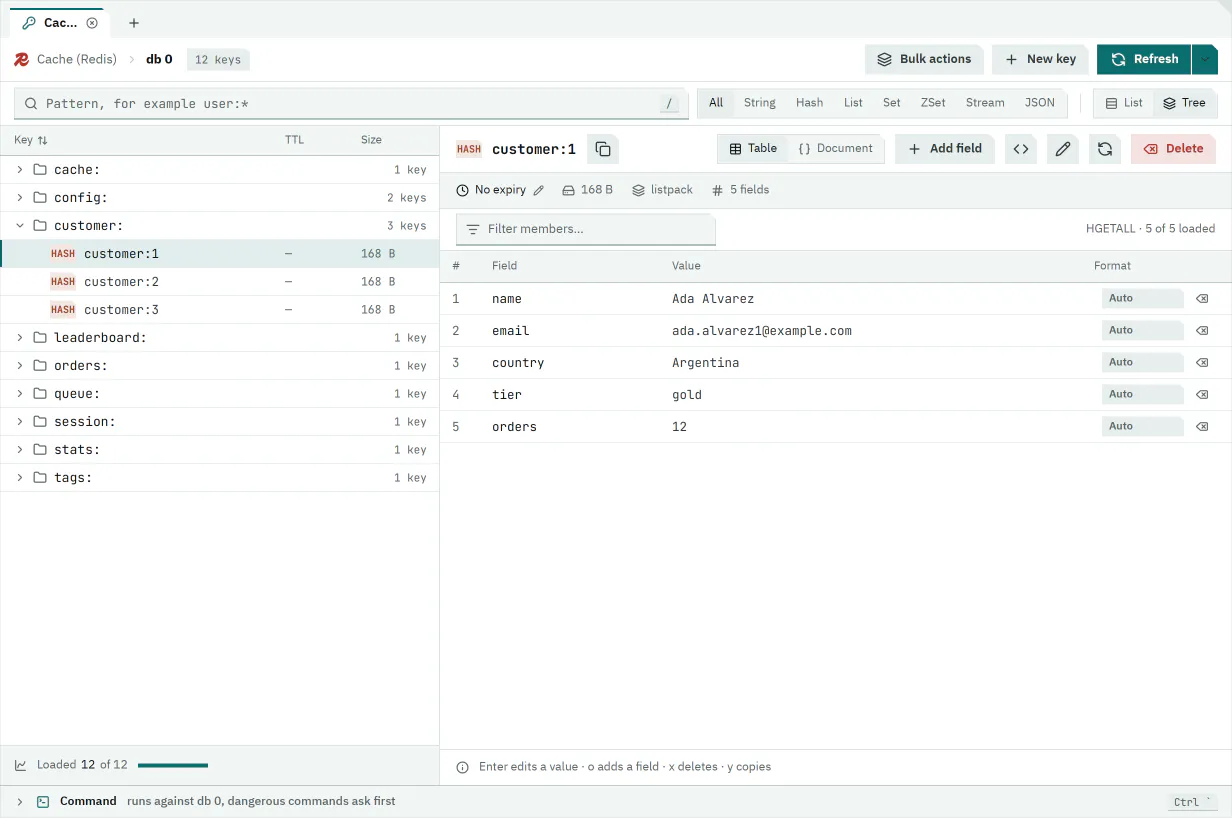 Cac...
Cache (Redis) db 0 12 keys Bulk actions New key Refresh
Pattern, for example user:* / All String Hash List Set ZSet Stream JSON List Tree
Key TTL Size
cache: 1 key
config: 2 keys
customer: 3 keys
HASH customer:1 – 168 B
HASH customer:2 – 168 B
HASH customer:3 – 168 B
leaderboard: 1 key
orders: 1 key
queue: 1 key
session: 1 key
stats: 1 key
tags: 1 key
Loaded 12 of 12
HASH customer:1 Table {} Document Add field <> Delete
No expiry 168 B listpack # 5 fields
Filter members... HGETALL · 5 of 5 loaded
# Field Value Format
1 name Ada Alvarez Auto
2 email ada.alvarez1@example.com Auto
3 country Argentina Auto
4 tier gold Auto
5 orders 12 Auto
Enter edits a value · o adds a field · x deletes · y copies
Command runs against db 0, dangerous commands ask first Ctrl `